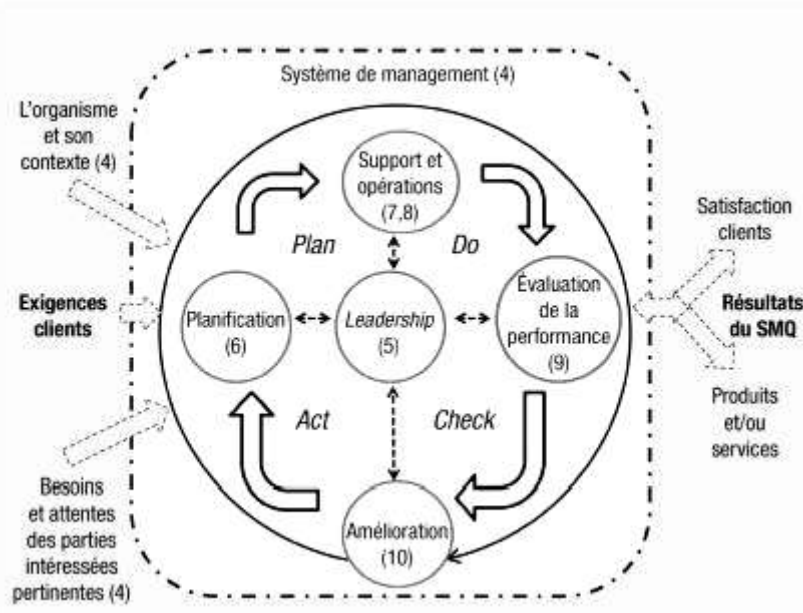 Système de management (4)
L'organisme
et son
contexte (4)
Support et
opérations
(7,8)
Plan
Do
Satisfaction
clients
Exigences
clients
Planification
(6)
Leadership
(5)
Évaluation
de la
performance
(9)
Résultats
du SMQ
Act
Check
Produits
et/ou
services
Besoins
et attentes
des parties
intéressées
pertinentes (4)
Amélioration
(10)